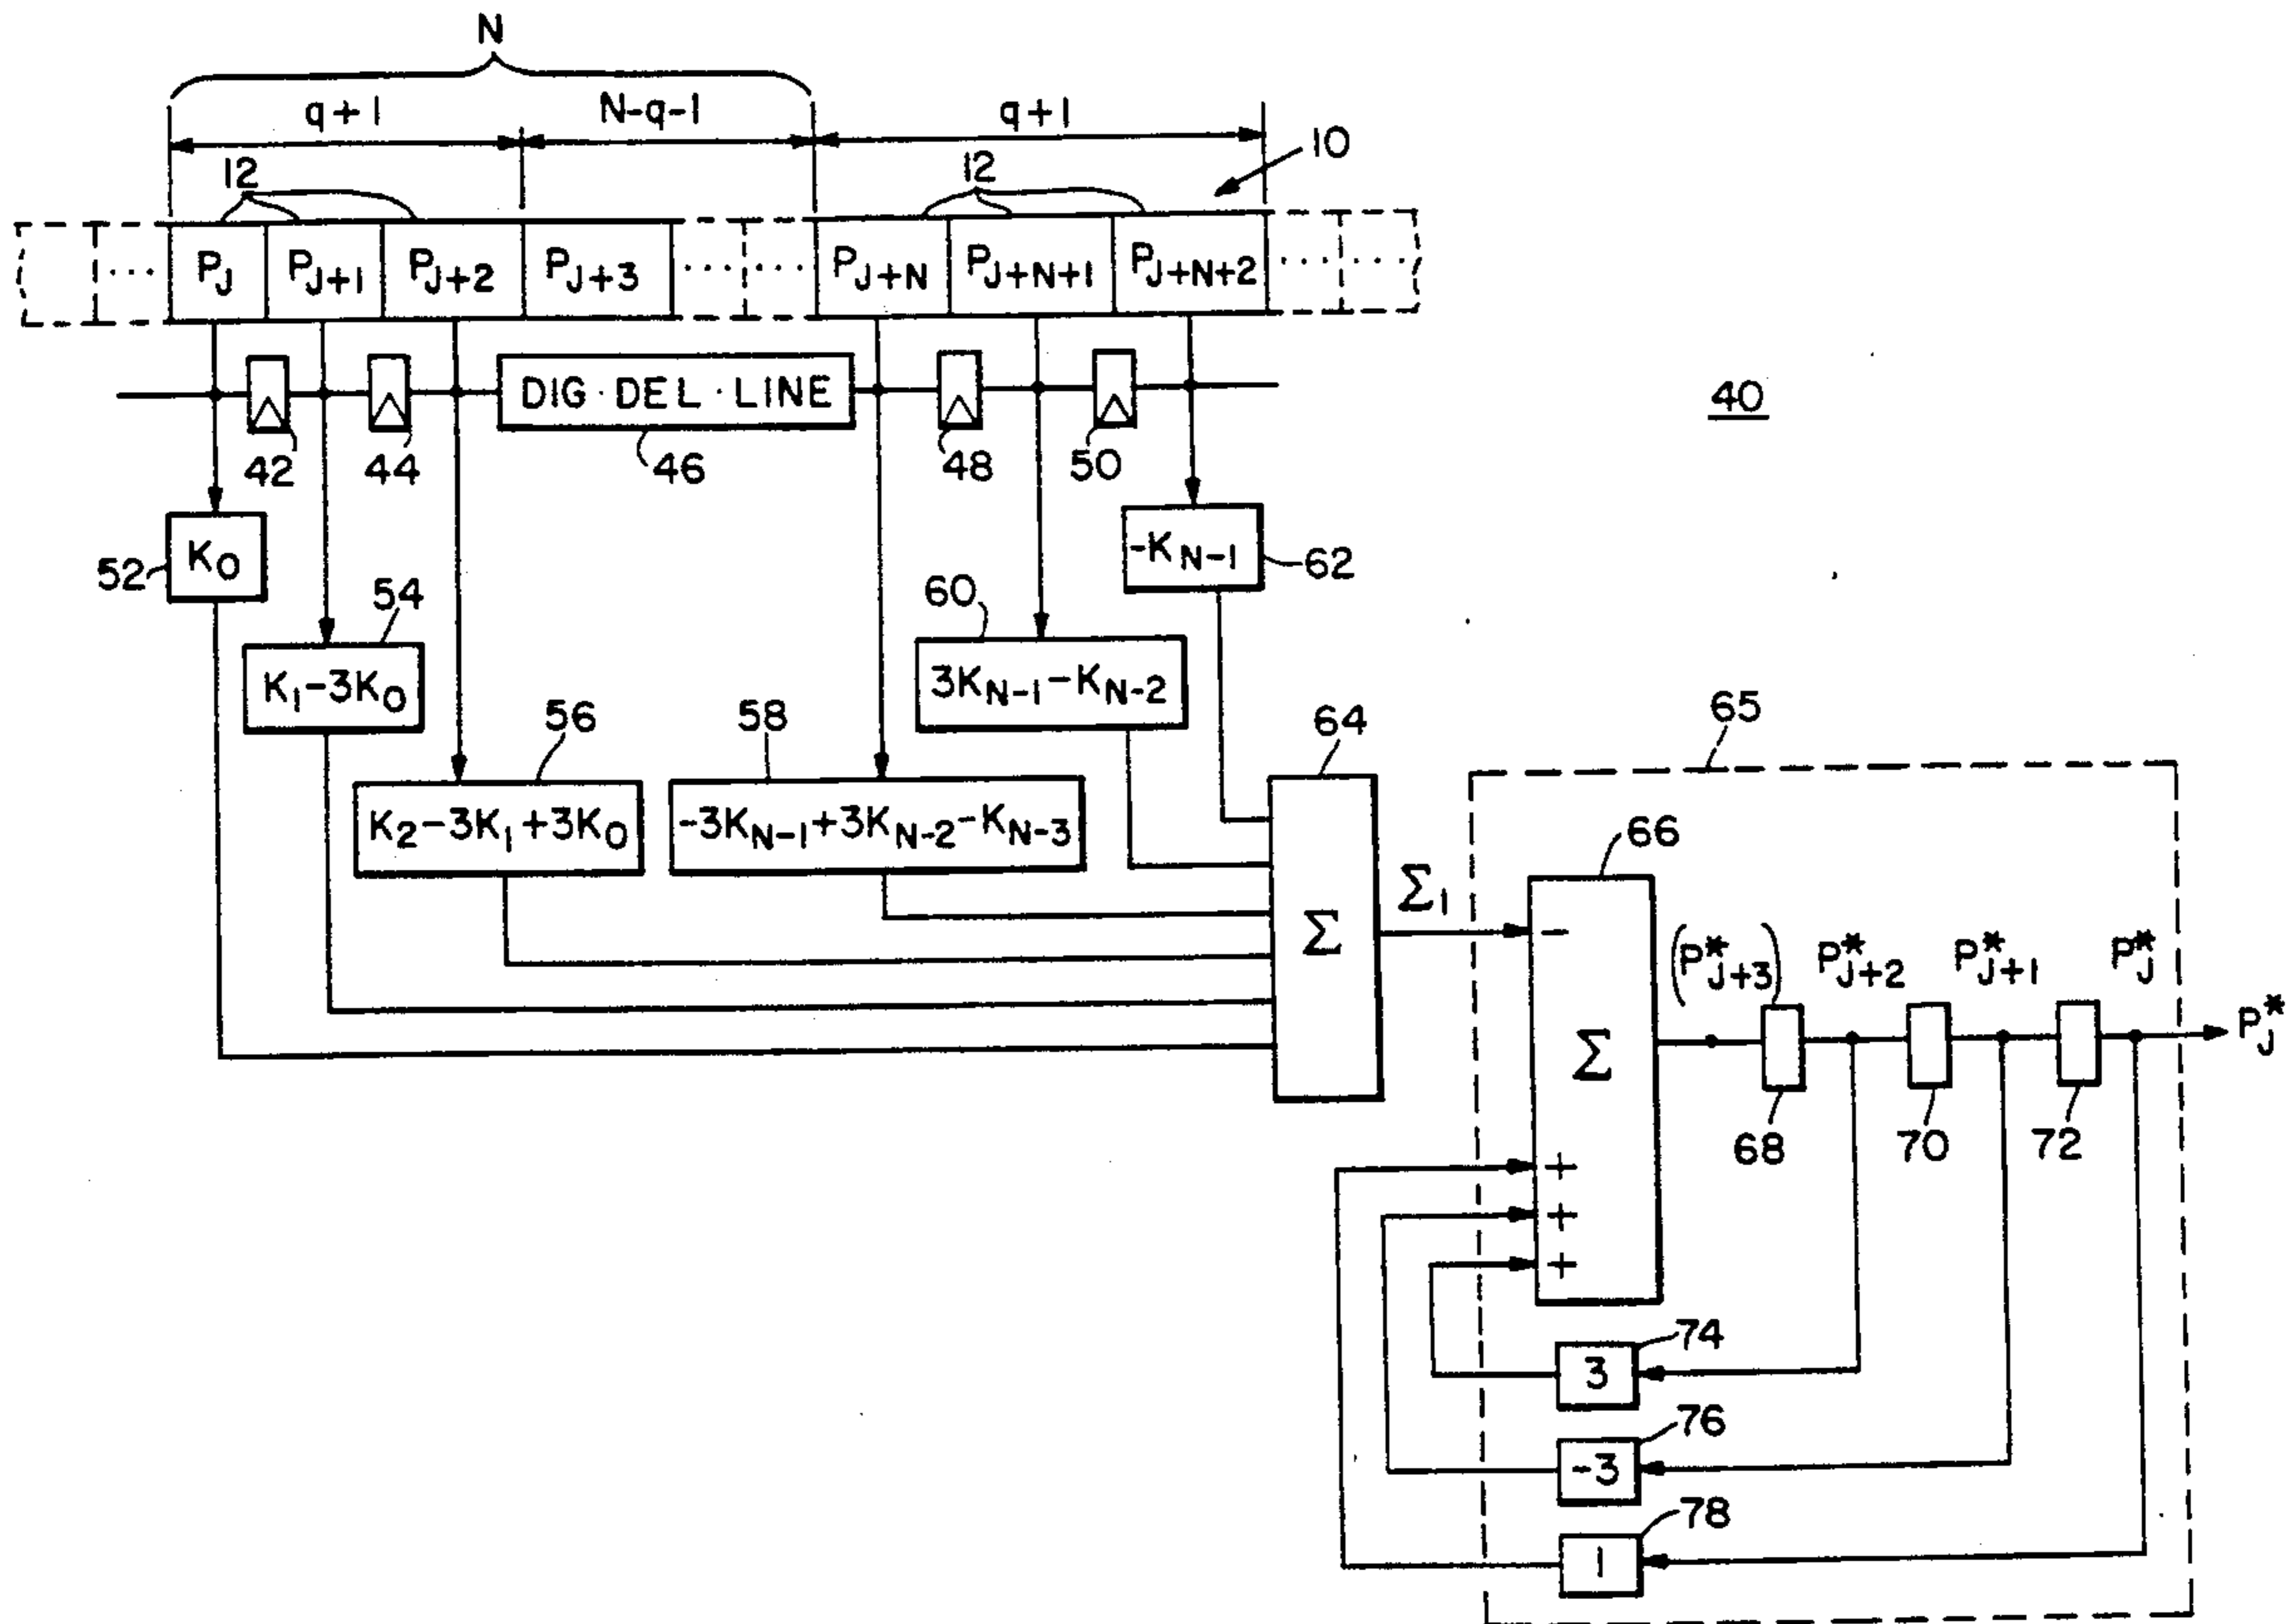 N
q+1 N-q-1 q+1
10
12 12
... P_J P_J+1 P_J+2 P_J+3 ... ... P_J+N P_J+N+1 P_J+N+2 ... ...
DIG·DEL·LINE
40
42 44 46 48 50
K_0
52
-K_N-1
62
54
60
K_1-3K_0
3K_N-1-K_N-2
56
58
64
65
K_2-3K_1+3K_0
-3K_N-1+3K_N-2-K_N-3
66
Σ
Σ_1
-
(P*_J+3) P*_J+2 P*_J+1 P*_J
P*_J
Σ
68 70 72
+
+
+
74
3
76
-3
78
1